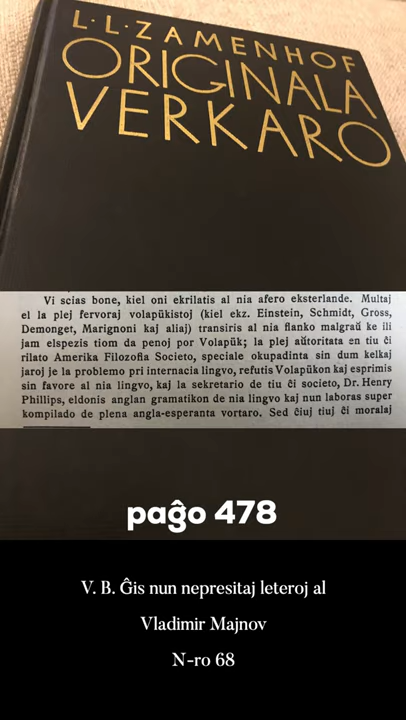 L·L·ZAMENHOF
ORIGINALA
VERKARO
Vi scias bone, kiel oni ekrilatis al nia afero eksterlande. Multaj
el la plej fervoraj volapükistoj (kiel ekz. Einstein, Schmidt, Gross,
Demonget, Marignoni kaj aliaj) transiris al nia flanko malgraŭ ke ili
jam elspezis tiom da penoj por Volapük; la plej aŭtoritata en tiu ĉi
rilato Amerika Filozofia Societo, speciale okupadinta sin dum kelkaj
jaroj je la problemo pri internacia lingvo, refutis Volapükon kaj esprimis
sin favore al nia lingvo, kaj la sekretario de tiu ĉi societo, Dr. Henry
Phillips, eldonis anglan gramatikon de nia lingvo kaj nun laboras super
kompilado de plena angla-esperanta vortaro. Sed ĉiuj tiuj ĉi moralaj
paĝo 478
V. B. Ĝis nun nepresitaj leteroj al
Vladimir Majnov
N-ro 68